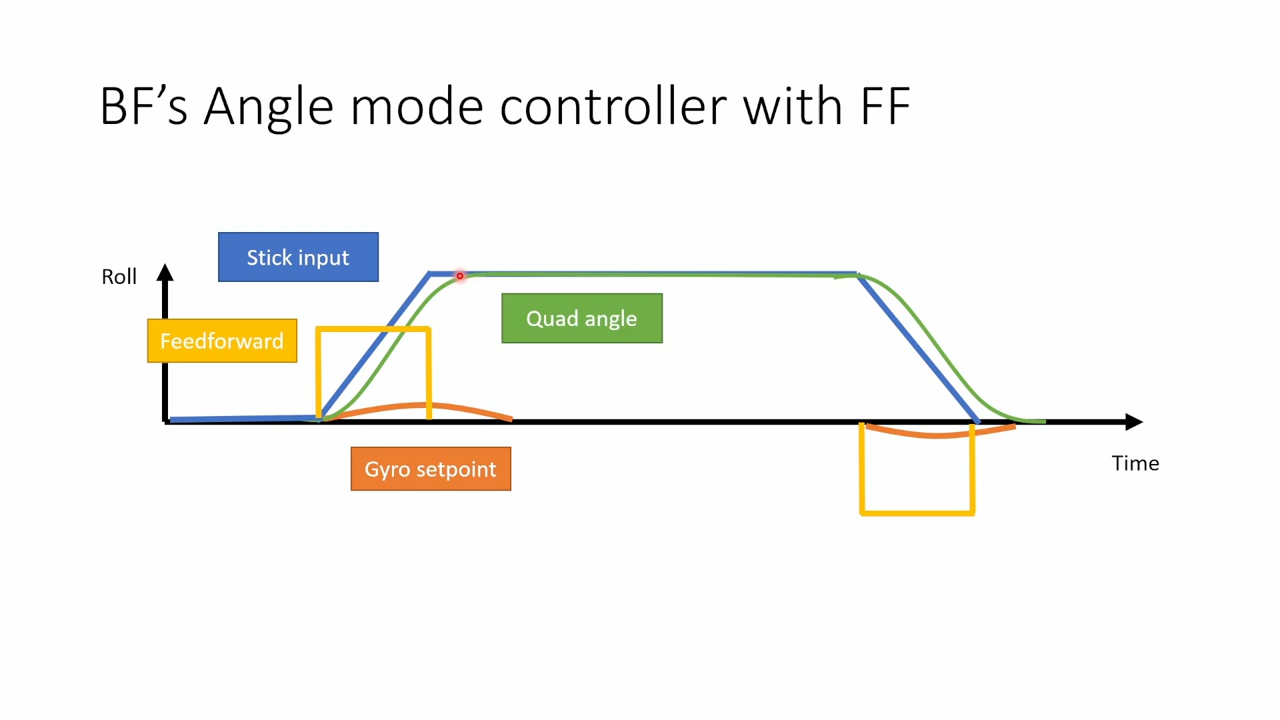 BF’s Angle mode controller with FF
Stick input
Roll
Quad angle
Feedforward
Gyro setpoint
Time